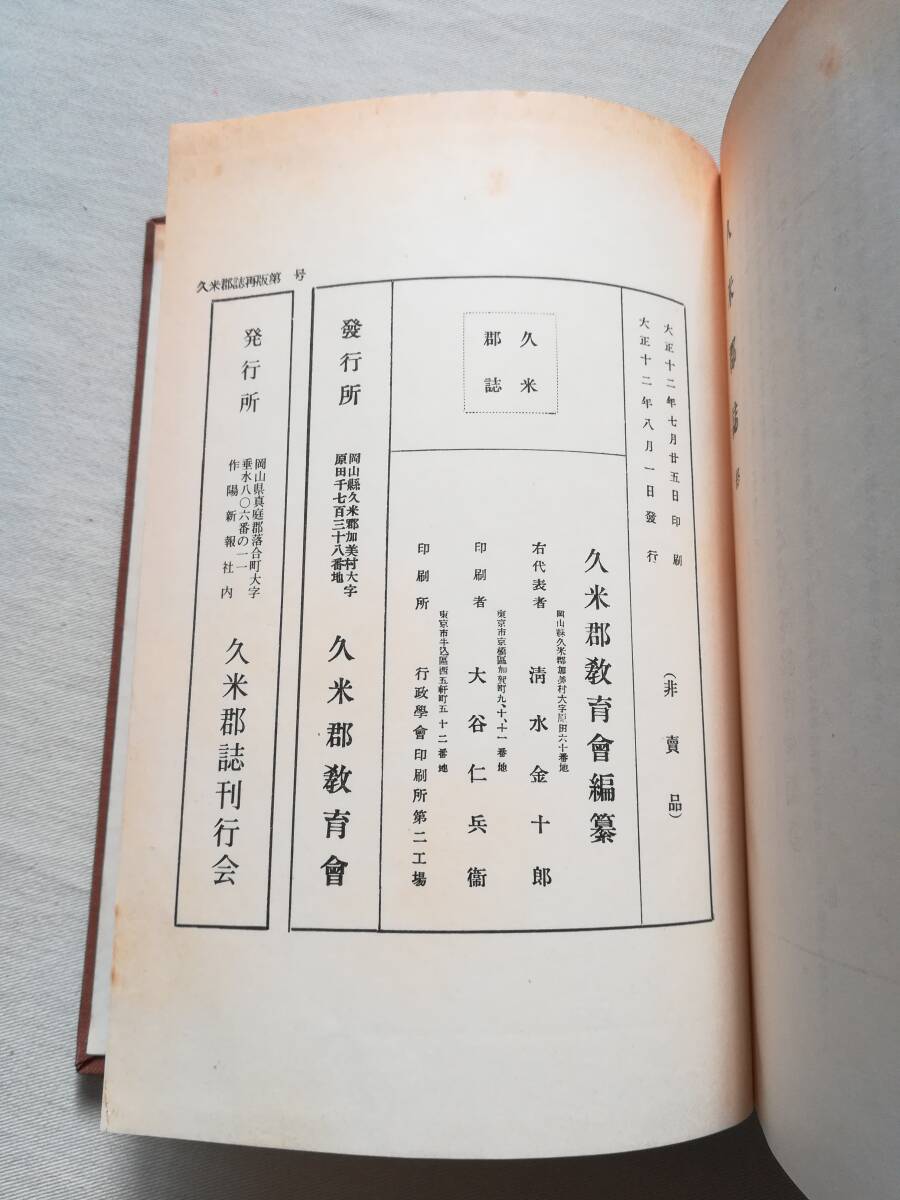 大正十二年七月廿五日印刷
大正十二年八月一日發行
(非賣品)
久米
郡誌
久米郡敎育會編纂
岡山縣久米郡加美村大字原田六十番地
右代表者 淸水金十郎
東京市京橋區加賀町九、十、十一番地
印刷者 大谷仁兵衞
東京市牛込區西五軒町五十二番地
印刷所 行政學會印刷所第二工場
發行所
岡山縣久米郡加美村大字
原田千七百三十八番地
久米郡敎育會
久米郡誌再版第 号
発行所
岡山県真庭郡落合町大字
垂水八〇六番の一一
作陽新報社内
久米郡誌刊行会